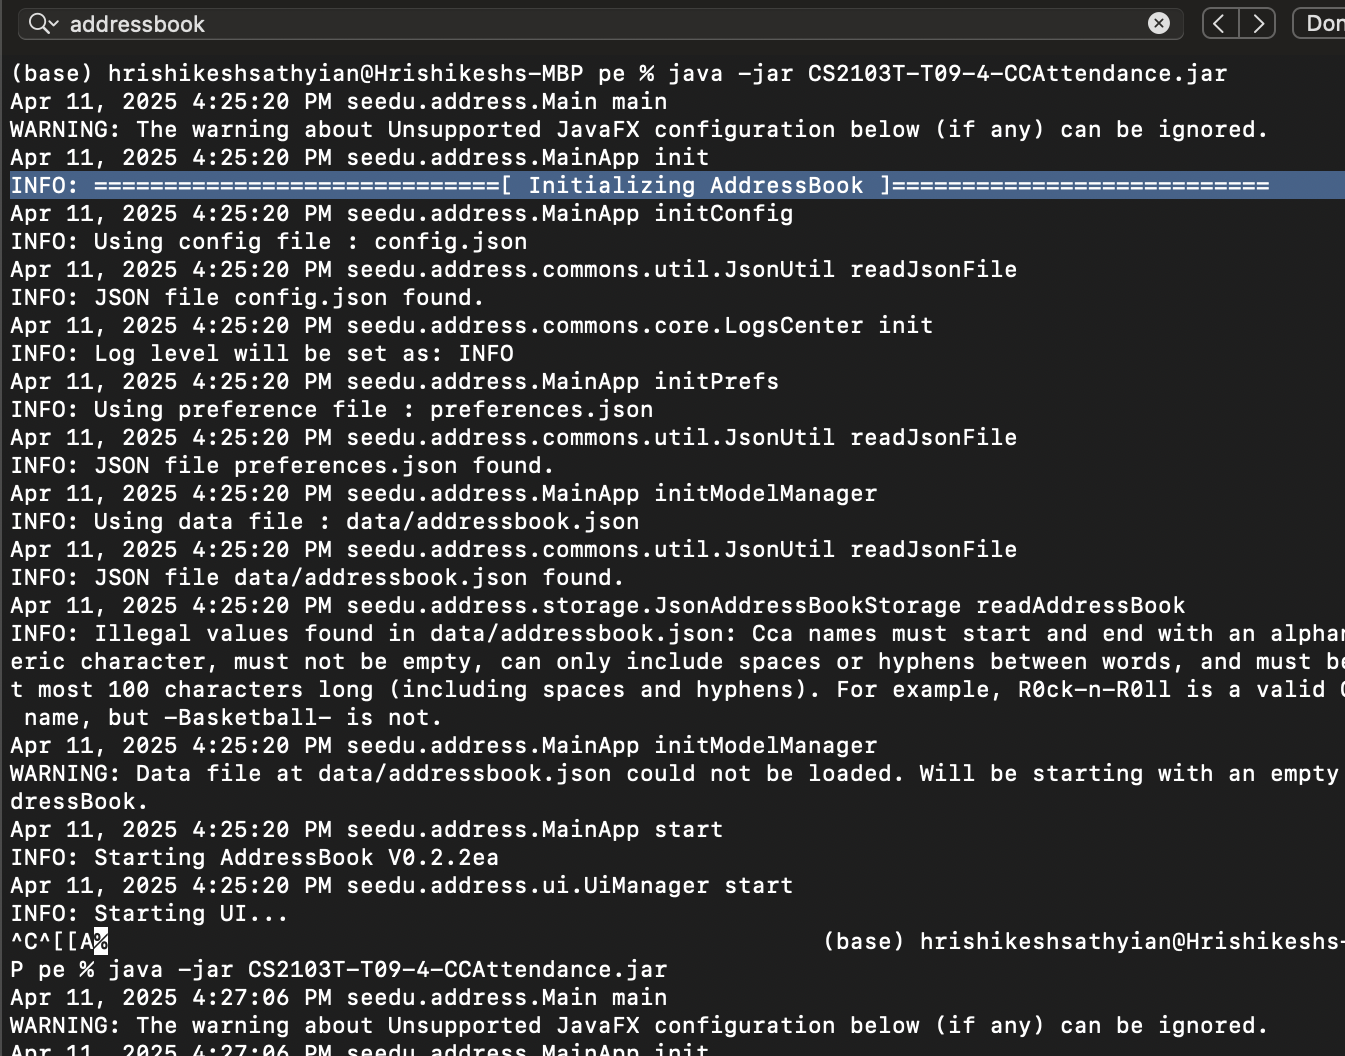 addressbook
Don
(base) hrishikeshsathyian@Hrishikeshs-MBP pe % java -jar CS2103T-T09-4-CCAttendance.jar
Apr 11, 2025 4:25:20 PM seedu.address.Main main
WARNING: The warning about Unsupported JavaFX configuration below (if any) can be ignored.
Apr 11, 2025 4:25:20 PM seedu.address.MainApp init
INFO: =============================[ Initializing AddressBook ]===========================
Apr 11, 2025 4:25:20 PM seedu.address.MainApp initConfig
INFO: Using config file : config.json
Apr 11, 2025 4:25:20 PM seedu.address.commons.util.JsonUtil readJsonFile
INFO: JSON file config.json found.
Apr 11, 2025 4:25:20 PM seedu.address.commons.core.LogsCenter init
INFO: Log level will be set as: INFO
Apr 11, 2025 4:25:20 PM seedu.address.MainApp initPrefs
INFO: Using preference file : preferences.json
Apr 11, 2025 4:25:20 PM seedu.address.commons.util.JsonUtil readJsonFile
INFO: JSON file preferences.json found.
Apr 11, 2025 4:25:20 PM seedu.address.MainApp initModelManager
INFO: Using data file : data/addressbook.json
Apr 11, 2025 4:25:20 PM seedu.address.commons.util.JsonUtil readJsonFile
INFO: JSON file data/addressbook.json found.
Apr 11, 2025 4:25:20 PM seedu.address.storage.JsonAddressBookStorage readAddressBook
INFO: Illegal values found in data/addressbook.json: Cca names must start and end with an alpha
eric character, must not be empty, can only include spaces or hyphens between words, and must b
t most 100 characters long (including spaces and hyphens). For example, R0ck-n-R0ll is a valid
name, but -Basketball- is not.
Apr 11, 2025 4:25:20 PM seedu.address.MainApp initModelManager
WARNING: Data file at data/addressbook.json could not be loaded. Will be starting with an empty
dressBook.
Apr 11, 2025 4:25:20 PM seedu.address.MainApp start
INFO: Starting AddressBook V0.2.2ea
Apr 11, 2025 4:25:20 PM seedu.address.ui.UiManager start
INFO: Starting UI...
^C^[[A% (base) hrishikeshsathyian@Hrishikeshs-
P pe % java -jar CS2103T-T09-4-CCAttendance.jar
Apr 11, 2025 4:27:06 PM seedu.address.Main main
WARNING: The warning about Unsupported JavaFX configuration below (if any) can be ignored.
Apr 11, 2025 4:27:06 PM seedu.address.MainApp init